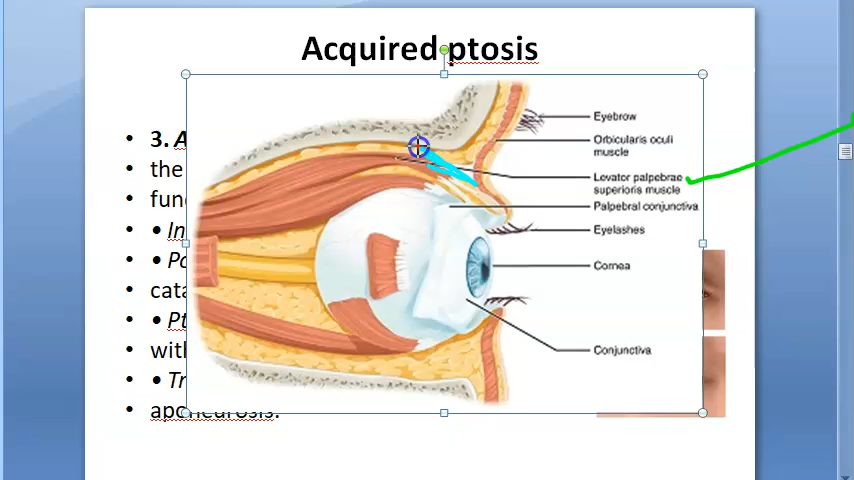 Acquired ptosis
• 3. A
• the
• fun
• • In
• • Po
• cata
• • Pt
• with
• • Tr
• aponeurosis.
Eyebrow
Orbicularis oculi
muscle
Levator palpebrae
superioris muscle
Palpebral conjunctiva
Eyelashes
Cornea
Conjunctiva